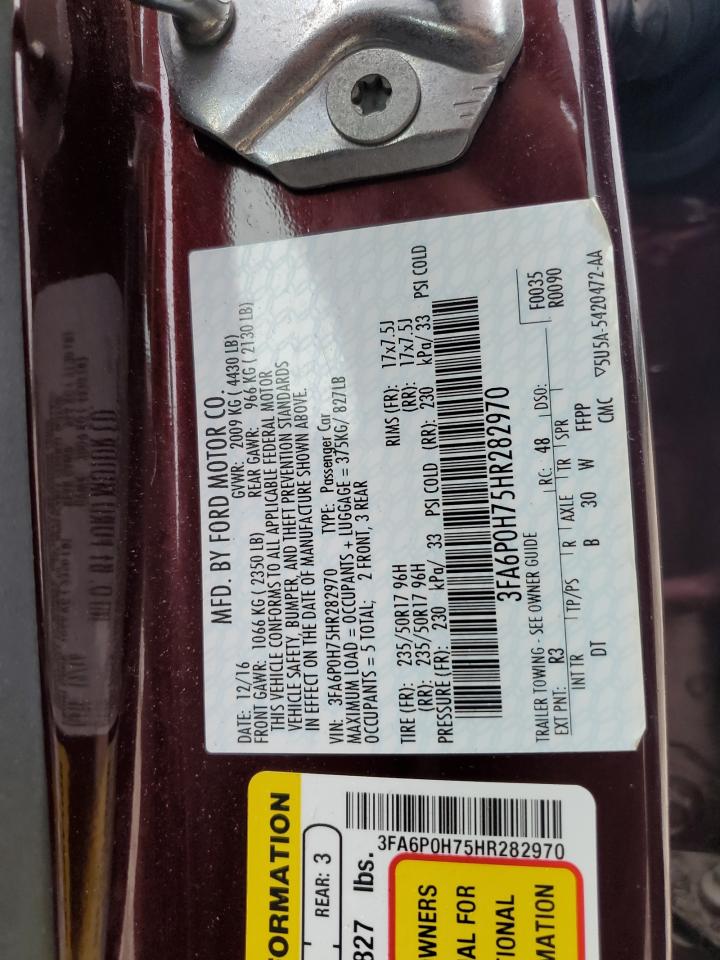 MFD. BY FORD MOTOR CO.
DATE: 12/16 GVWR: 2009 KG ( 4430 LB)
FRONT GAWR: 1066 KG ( 2350 LB) REAR GAWR: 966 KG ( 2130 LB)
THIS VEHICLE CONFORMS TO ALL APPLICABLE FEDERAL MOTOR
VEHICLE SAFETY, BUMPER, AND THEFT PREVENTION STANDARDS
IN EFFECT ON THE DATE OF MANUFACTURE SHOWN ABOVE
VIN: 3FA6P0H75HR282970 TYPE: Passenger Car
MAXIMUM LOAD = OCCUPANTS + LUGGAGE = 375KG/ 827LB
OCCUPANTS = 5 TOTAL; 2 FRONT, 3 REAR
TIRE (FR): 235/50R17 96H RIMS (FR): 17x7.5J
(RR): 235/50R17 96H (RR): 17x7.5J
PRESSURE (FR): 230 kPa/ 33 PSI COLD (RR): 230 kPa/ 33 PSI COLD
3FA6P0H75HR282970
F0035
R0090
TRAILER TOWING - SEE OWNER GUIDE
EXT PNT: R3 RC: 48 DSO:
INT TR TP/PS R AXLE TR SPR
DT B 30 W FFPP
CMC 5U5A-5420472-AA
ORMATION
REAR: 3
827 lbs.
3FA6P0H75HR282970
WNERS
AL FOR
TIONAL
MATION